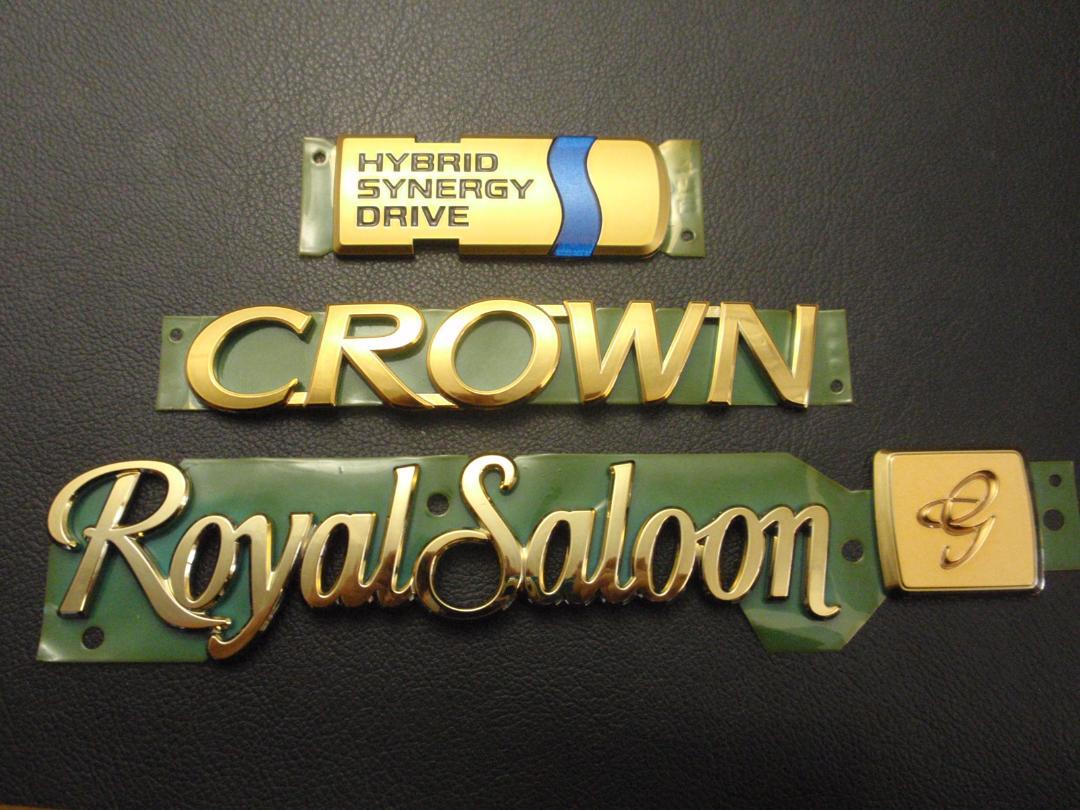 HYBRID
SYNERGY
DRIVE
CROWN
Royal Saloon G